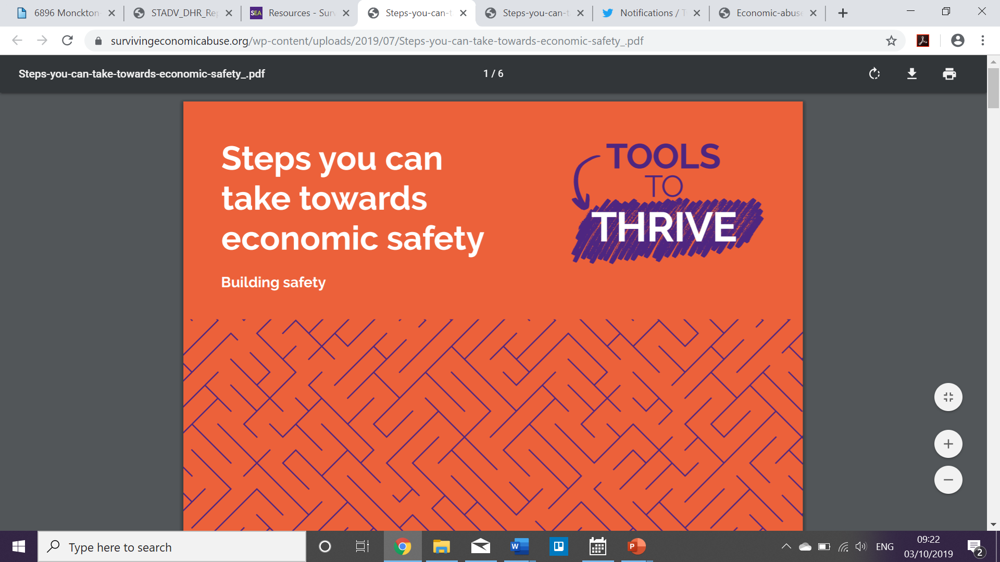 6896 Monckton
STADV_DHR_Re
Resources - Surv
Steps-you-can-t
Steps-you-can-t
Notifications / T
Economic-abuse
survivingeconomicabuse.org/wp-content/uploads/2019/07/Steps-you-can-take-towards-economic-safety_.pdf
Steps-you-can-take-towards-economic-safety_.pdf
1 / 6
Steps you can
take towards
economic safety
Building safety
TOOLS
TO
THRIVE
Type here to search
ENG
09:22
03/10/2019
2